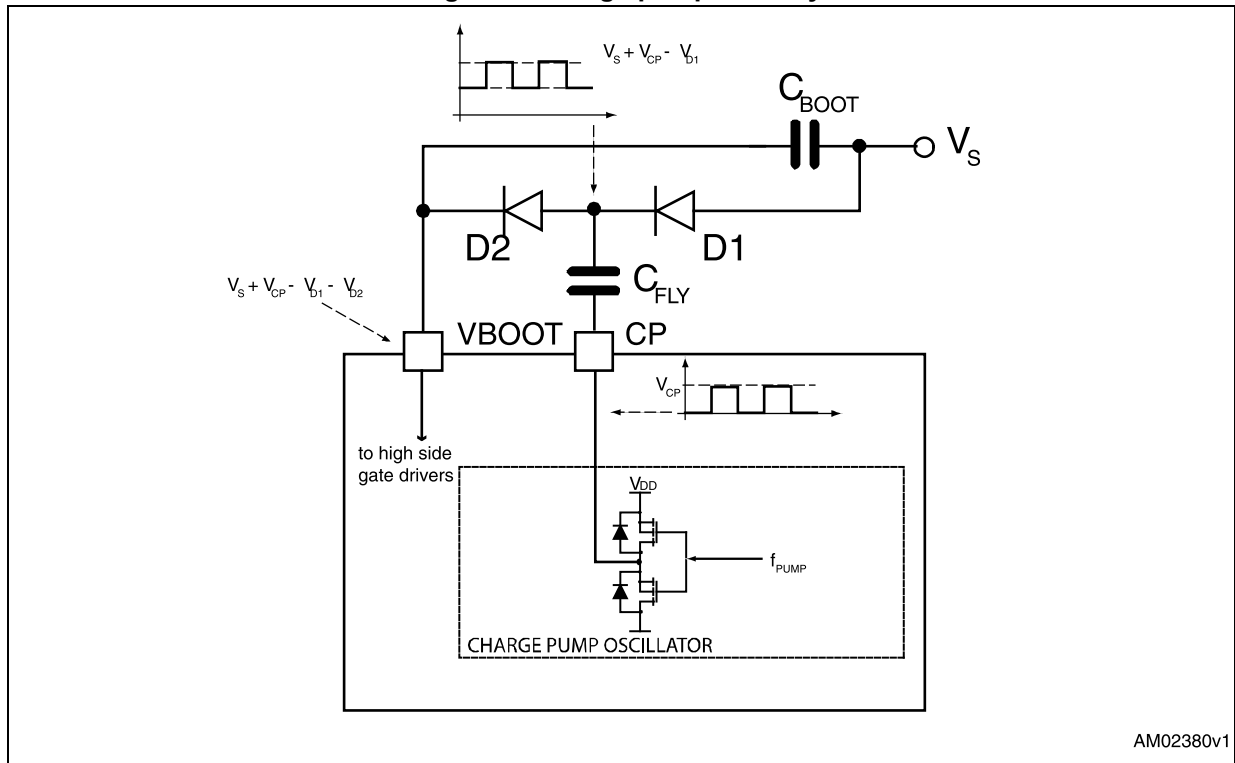 V_S + V_CP - V_D1
C_BOOT
V_S
D2
D1
C_FLY
V_S + V_CP - V_D1 - V_D2
VBOOT
CP
V_CP
to high side
gate drivers
V_DD
f_PUMP
CHARGE PUMP OSCILLATOR
AM02380v1